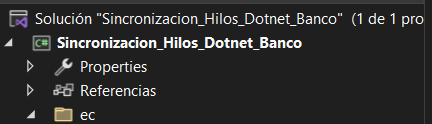 Solución "Sincronizacion_Hilos_Dotnet_Banco" (1 de 1 pro
C# Sincronizacion_Hilos_Dotnet_Banco
Properties
Referencias
ec